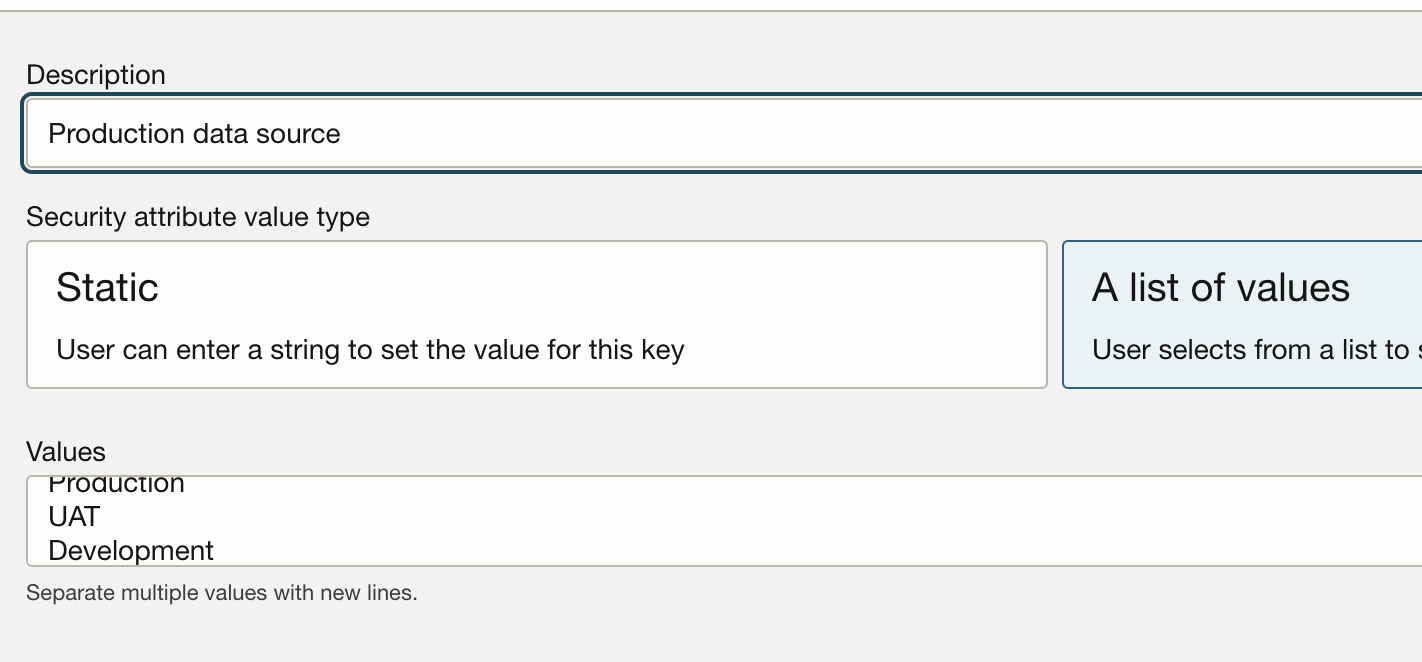 Description
Production data source
Security attribute value type
Static
A list of values
User can enter a string to set the value for this key
User selects from a list to
Values
Production
UAT
Development
Separate multiple values with new lines.